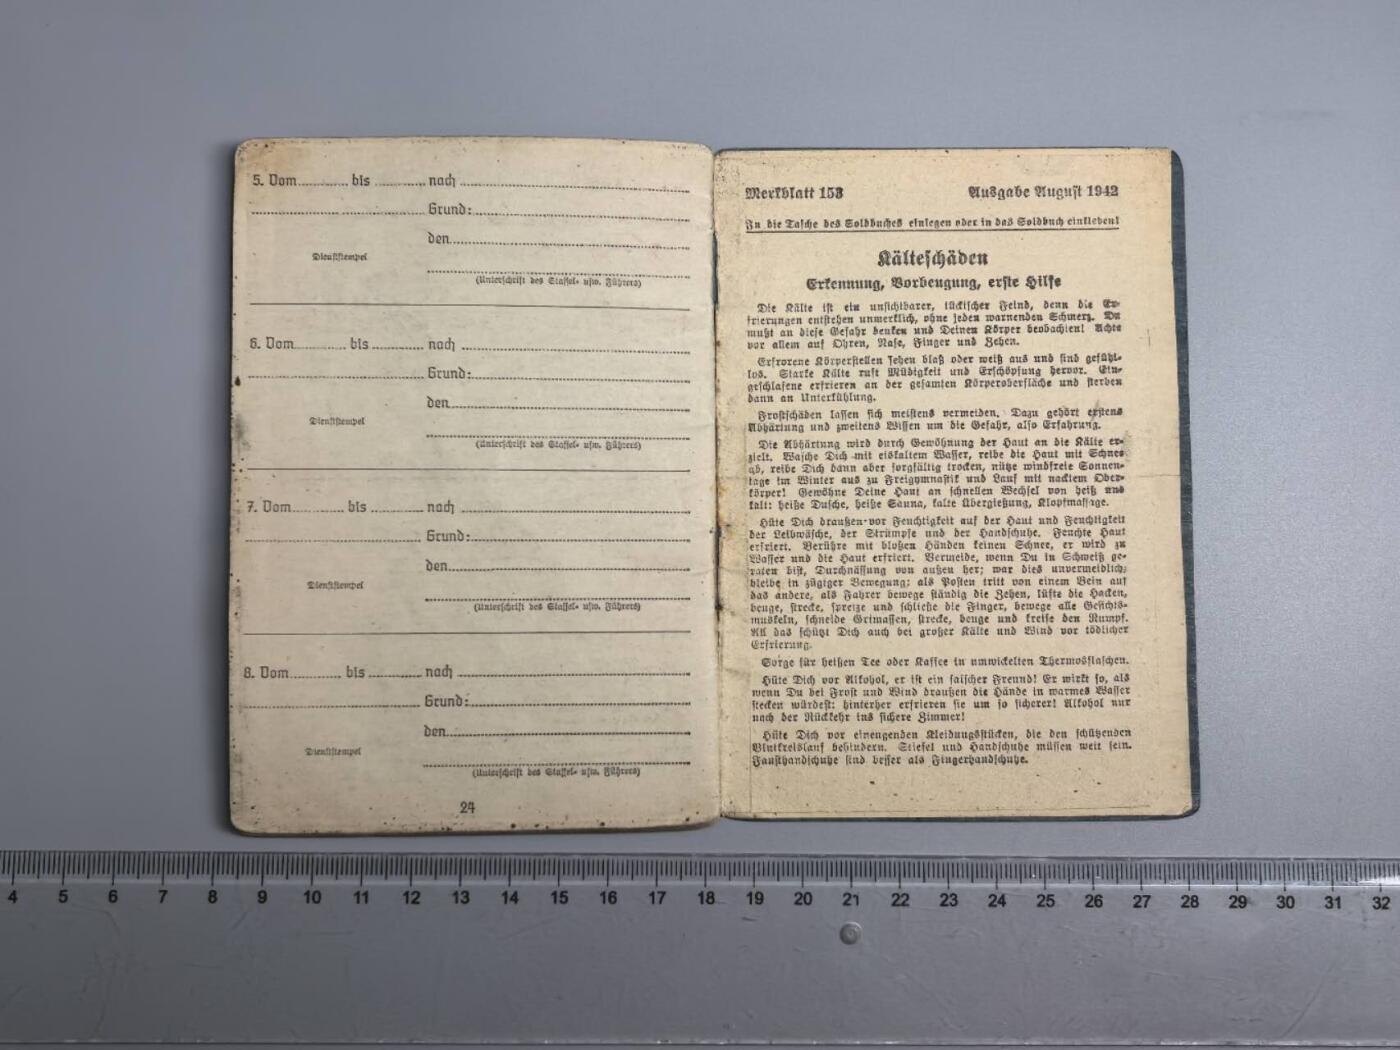 5. Vom bis nach
Grund:
den
Dienststempel
(Unterschrift des Staffel- usw. Führers)
6. Vom bis nach
Grund:
den
Dienststempel
(Unterschrift des Staffel- usw. Führers)
7. Vom bis nach
Grund:
den
Dienststempel
(Unterschrift des Staffel- usw. Führers)
8. Vom bis nach
Grund:
den
Dienststempel
(Unterschrift des Staffel- usw. Führers)
24
Merkblatt 153 Ausgabe August 1942
In die Tasche des Soldbuches einlegen oder in das Soldbuch einkleben!
Kälteschäden
Erkennung, Vorbeugung, erste Hilfe
Die Kälte ist ein unsichtbarer, tückischer Feind, denn die Er-
frierungen entstehen unmerklich, ohne jeden warnenden Schmerz. Du
mußt an diese Gefahr denken und Deinen Körper beobachten! Achte
vor allem auf Ohren, Nase, Finger und Zehen.
Erfrorene Körperstellen sehen blaß oder weiß aus und sind gefühl-
los. Starke Kälte ruft Müdigkeit und Erschöpfung hervor. Ein-
geschlafene erfrieren an der gesamten Körperoberfläche und sterben
dann an Unterkühlung.
Frostschäden lassen sich meistens vermeiden. Dazu gehört erstens
Abhärtung und zweitens Wissen um die Gefahr, also Erfahrung.
Die Abhärtung wird durch Gewöhnung der Haut an die Kälte er-
zielt. Wasche Dich mit eiskaltem Wasser, reibe die Haut mit Schnee
ab, reibe Dich dann aber sorgfältig trocken, nütze windfreie Sonnen-
tage im Winter aus zu Freigymnastik und Lauf mit nacktem Ober-
körper! Gewöhne Deine Haut an schnellen Wechsel von heiß und
kalt: heiße Dusche, heiße Sauna, kalte Übergießung, Klopfmassage.
Hüte Dich draußen vor Feuchtigkeit auf der Haut und Feuchtigkeit
der Leibwäsche, der Strümpfe und der Handschuhe. Feuchte Haut
erfriert. Berühre mit bloßen Händen keinen Schnee, er wird zu
Wasser und die Haut erfriert. Vermeide, wenn Du in Schweiß ge-
raten bist, Durchnässung von außen her; war dies unvermeidlich,
bleibe in zügiger Bewegung: als Posten tritt von einem Bein auf
das andere, als Fahrer bewege ständig die Zehen, lüfte die Hacken,
beuge, strecke, spreize und schließe die Finger, bewege alle Gesichts-
muskeln, schneide Grimassen, strecke, beuge und kreise den Rumpf.
All das schützt Dich auch bei großer Kälte und Wind vor tödlicher
Erfrierung.
Sorge für heißen Tee oder Kaffee in umwickelten Thermosflaschen.
Hüte Dich vor Alkohol, er ist ein falscher Freund! Er wirkt so, als
wenn Du bei Frost und Wind draußen die Hände in warmes Wasser
stecken würdest: hinterher erfrieren sie um so sicherer! Alkohol nur
nach der Rückkehr ins sichere Zimmer!
Hüte Dich vor einengenden Kleidungsstücken, die den schützenden
Blutkreislauf behindern. Stiefel und Handschuhe müssen weit sein.
Fausthandschuhe sind besser als Fingerhandschuhe.
4 5 6 7 8 9 10 11 12 13 14 15 16 17 18 19 20 21 22 23 24 25 26 27 28 29 30 31 32